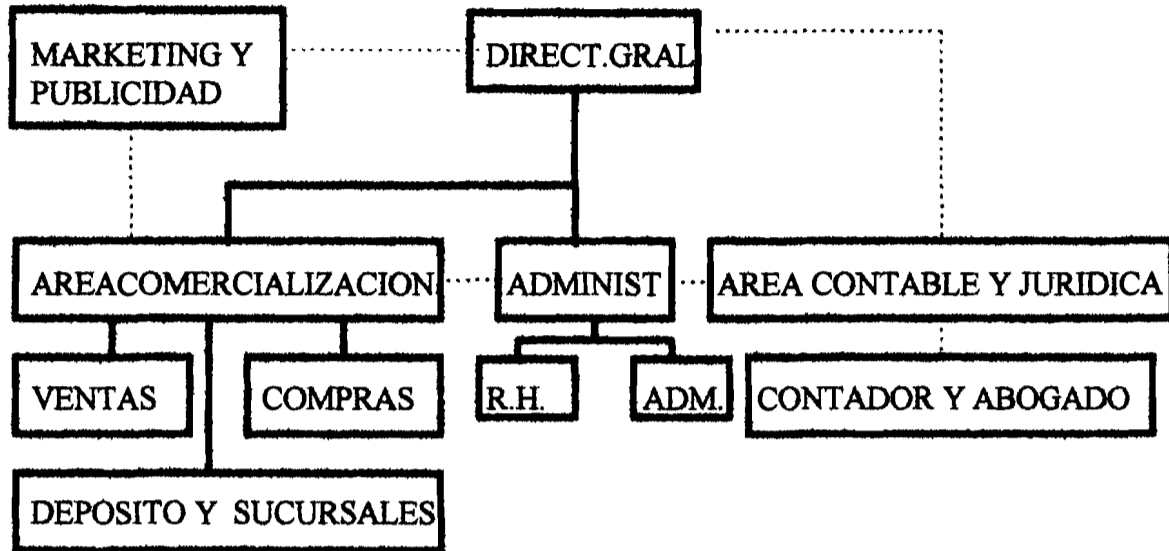 MARKETING Y
PUBLICIDAD
DIRECT.GRAL
AREACOMERCIALIZACION
ADMINIST
AREA CONTABLE Y JURIDICA
VENTAS
COMPRAS
R.H.
ADM.
CONTADOR Y ABOGADO
DEPOSITO Y SUCURSALES